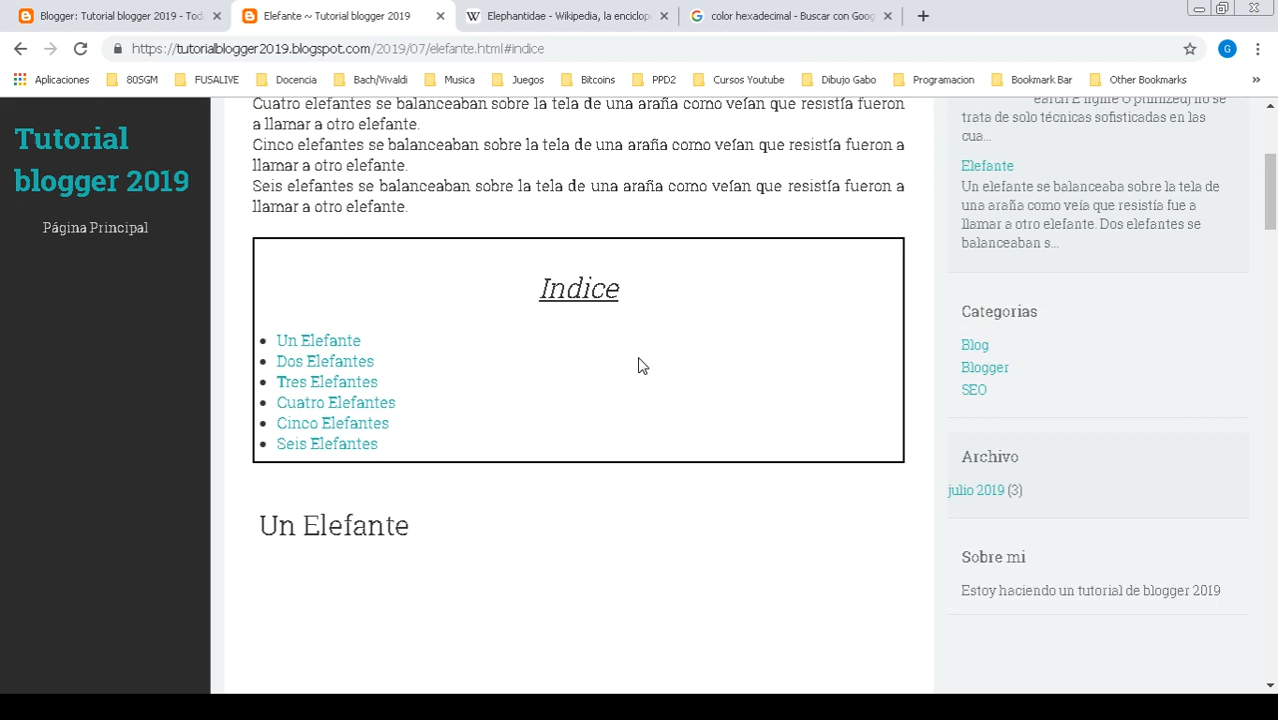 Blogger: Tutorial blogger 2019 - Toda
Elefante ~ Tutorial blogger 2019
Elephantidae - Wikipedia, la enciclope
color hexadecimal - Buscar con Goog
https://tutorialblogger2019.blogspot.com/2019/07/elefante.html#indice
G
Aplicaciones 80SGM FUSALIVE Docencia Bach/Vivaldi Musica Juegos Bitcoins PPD2 Cursos Youtube Dibujo Gabo Programacion Bookmark Bar Other Bookmarks
Tutorial
blogger 2019
Página Principal
Cuatro elefantes se balanceaban sobre la tela de una araña como veían que resistía fueron
a llamar a otro elefante.
Cinco elefantes se balanceaban sobre la tela de una araña como veían que resistía fueron a
llamar a otro elefante.
Seis elefantes se balanceaban sobre la tela de una araña como veían que resistía fueron a
llamar a otro elefante.
Indice
Un Elefante
Dos Elefantes
Tres Elefantes
Cuatro Elefantes
Cinco Elefantes
Seis Elefantes
Un Elefante
earch E ngine O ptimized) no se
trata de solo técnicas sofisticadas en las
cua...
Elefante
Un elefante se balanceaba sobre la tela de
una araña como veía que resistía fue a
llamar a otro elefante. Dos elefantes se
balanceaban s...
Categorias
Blog
Blogger
SEO
Archivo
julio 2019 (3)
Sobre mi
Estoy haciendo un tutorial de blogger 2019